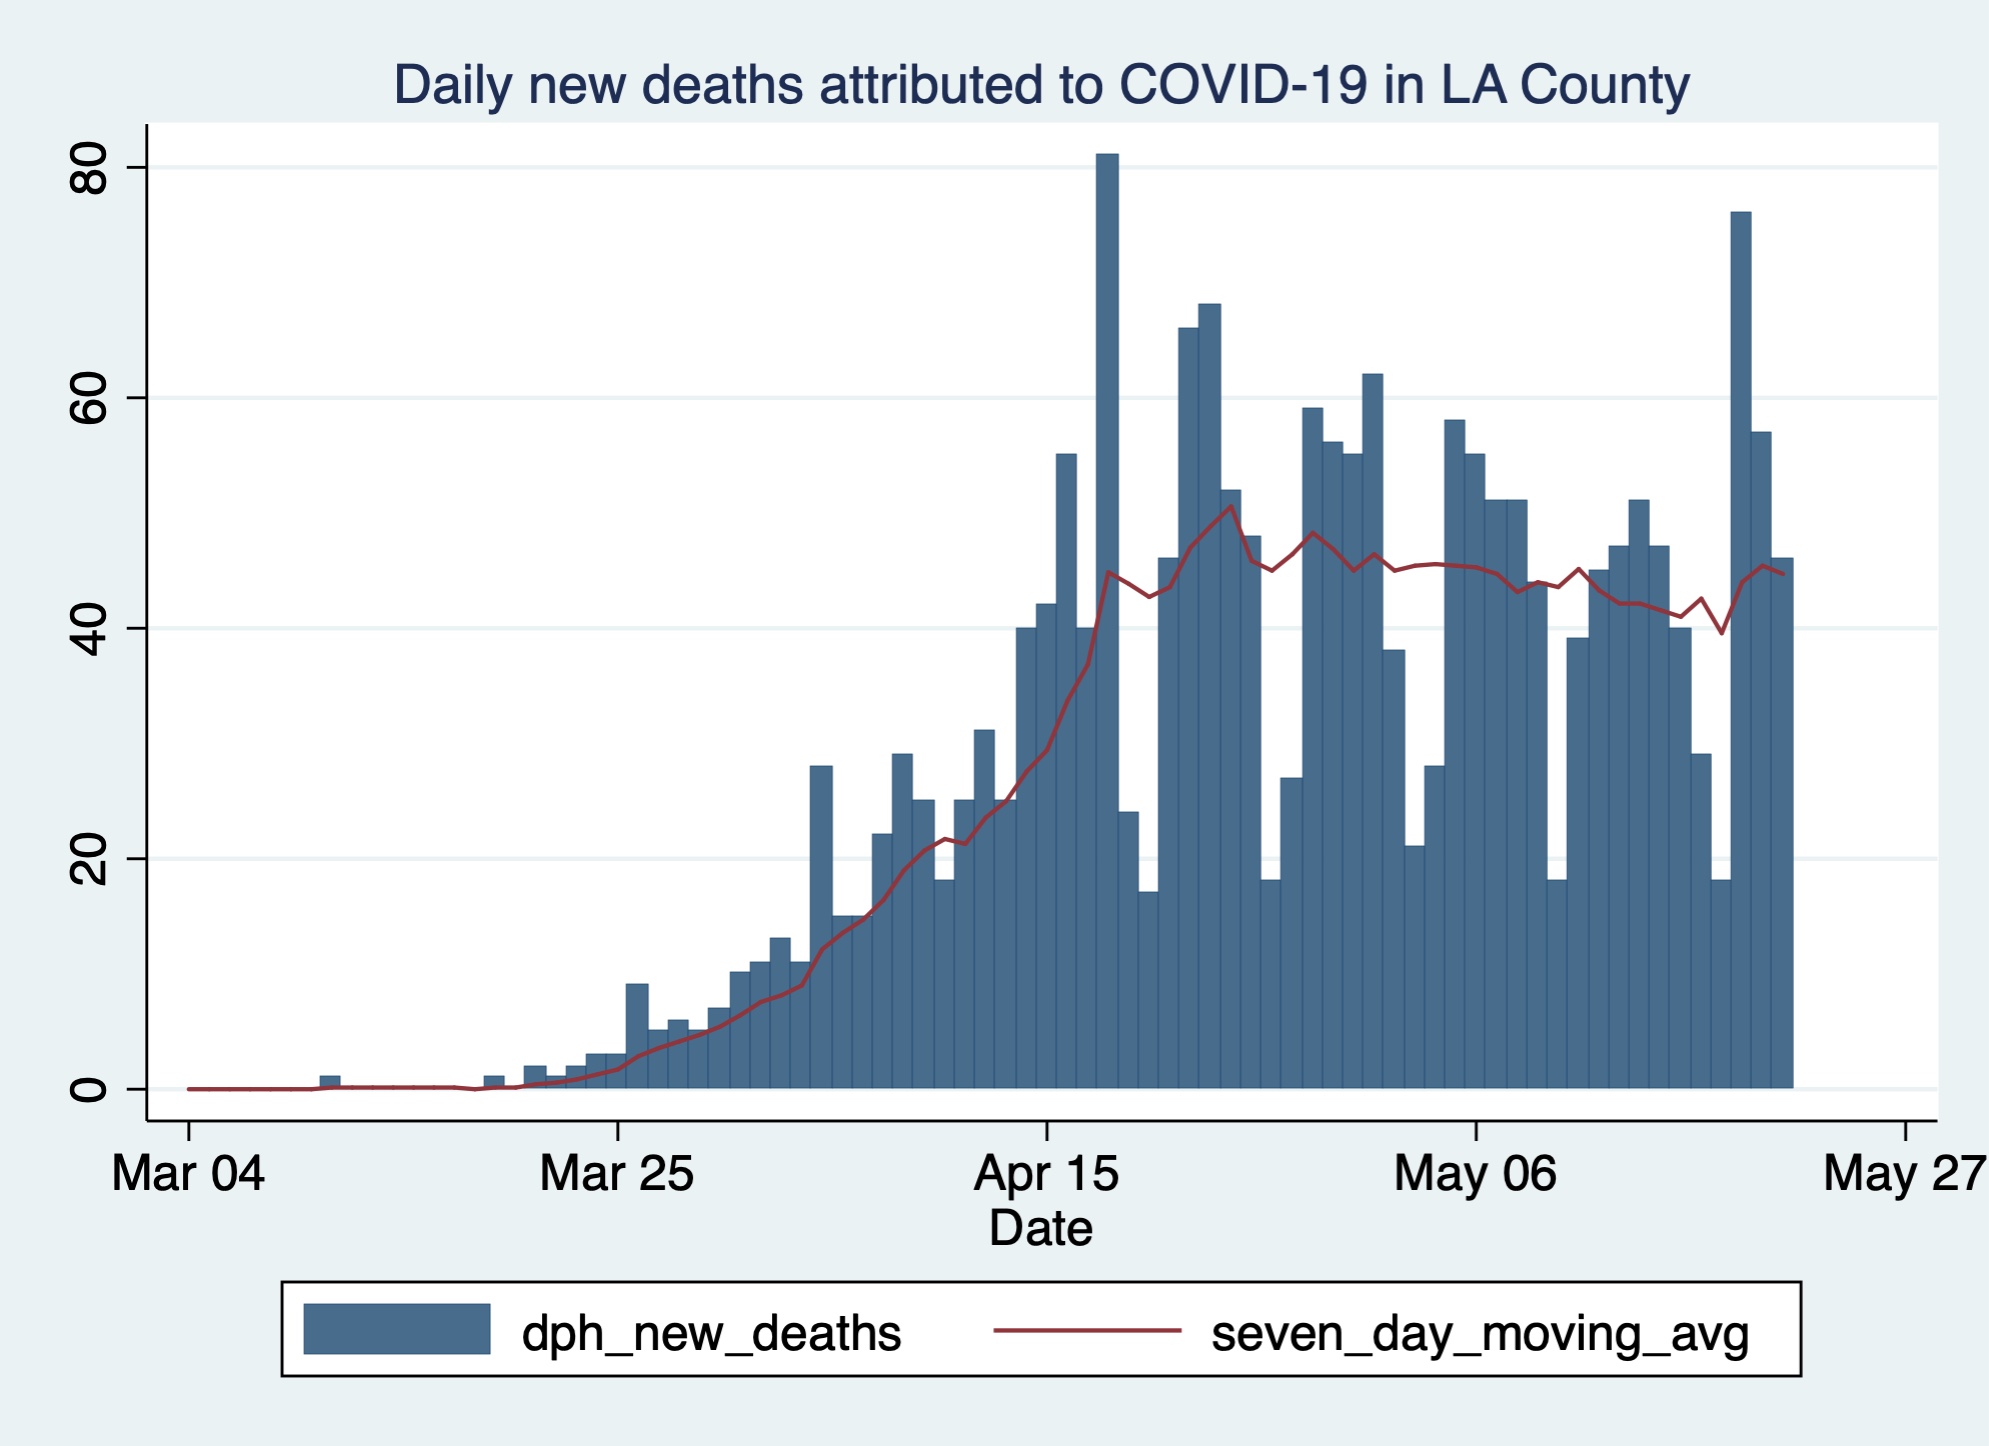 Daily new deaths attributed to COVID-19 in LA County
80
60
40
20
0
Mar 04 Mar 25 Apr 15 May 06 May 27
Date
dph_new_deaths seven_day_moving_avg